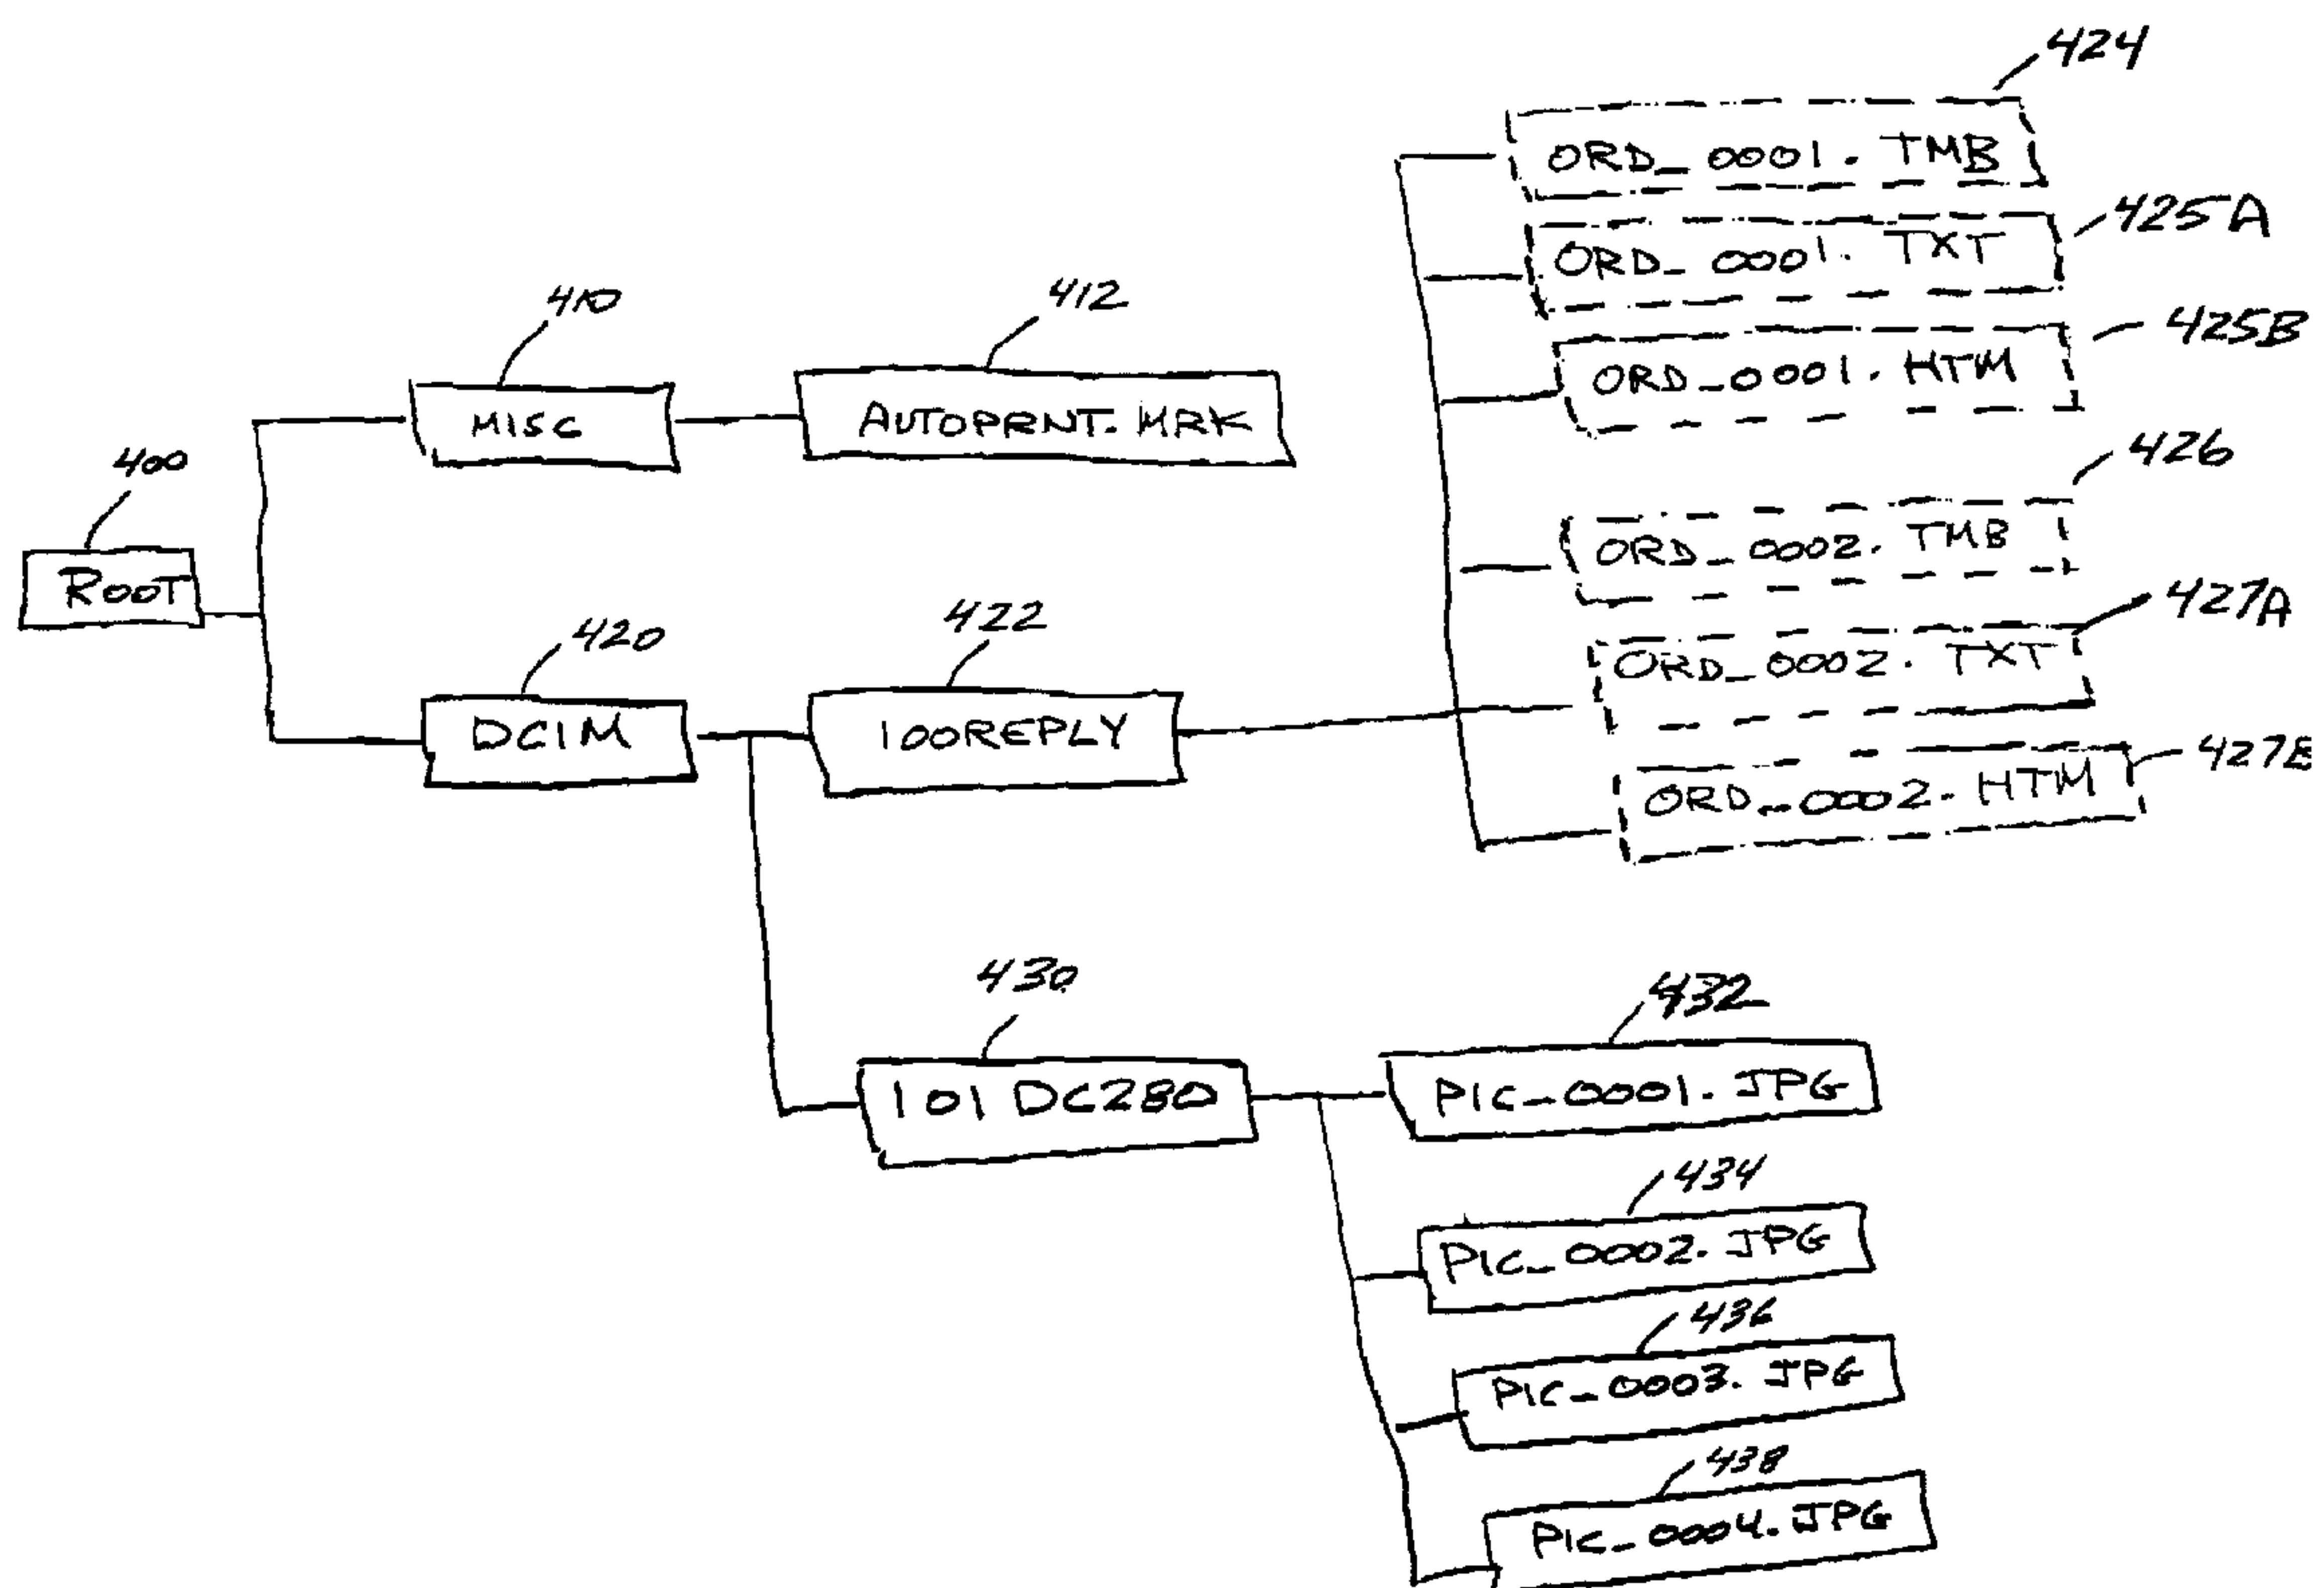 424
ORD_0001.TMB
425A
ORD_0001.TXT
425B
ORD_0001.HTM
410
412
MISC
AUTOPRNT.MRK
426
ORD_0002.TMB
400
ROOT
427A
ORD_0002.TXT
420
422
DCIM
100REPLY
427B
ORD_0002.HTM
430
432
101DC280
PIC_0001.JPG
434
PIC_0002.JPG
436
PIC_0003.JPG
438
PIC_0004.JPG